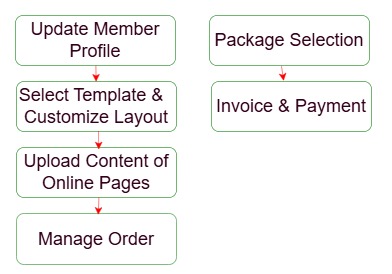 Update Member
Profile
Select Template &
Customize Layout
Upload Content of
Online Pages
Manage Order
Package Selection
Invoice & Payment